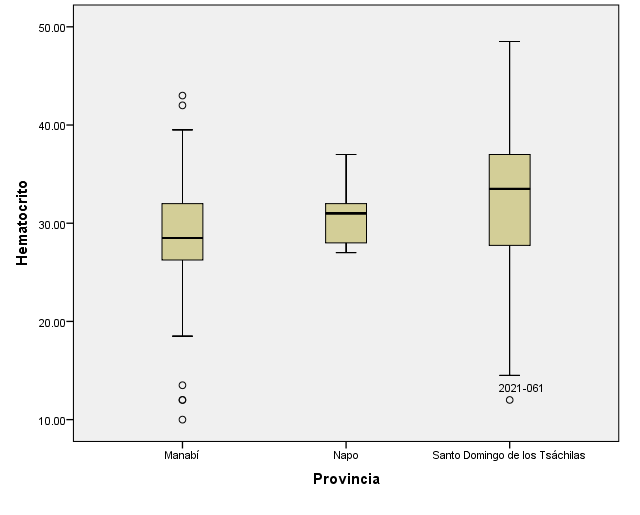 50.00
40.00
30.00
20.00
10.00
Hematocrito
2021-061
Manabí
Napo
Santo Domingo de los Tsáchilas
Provincia